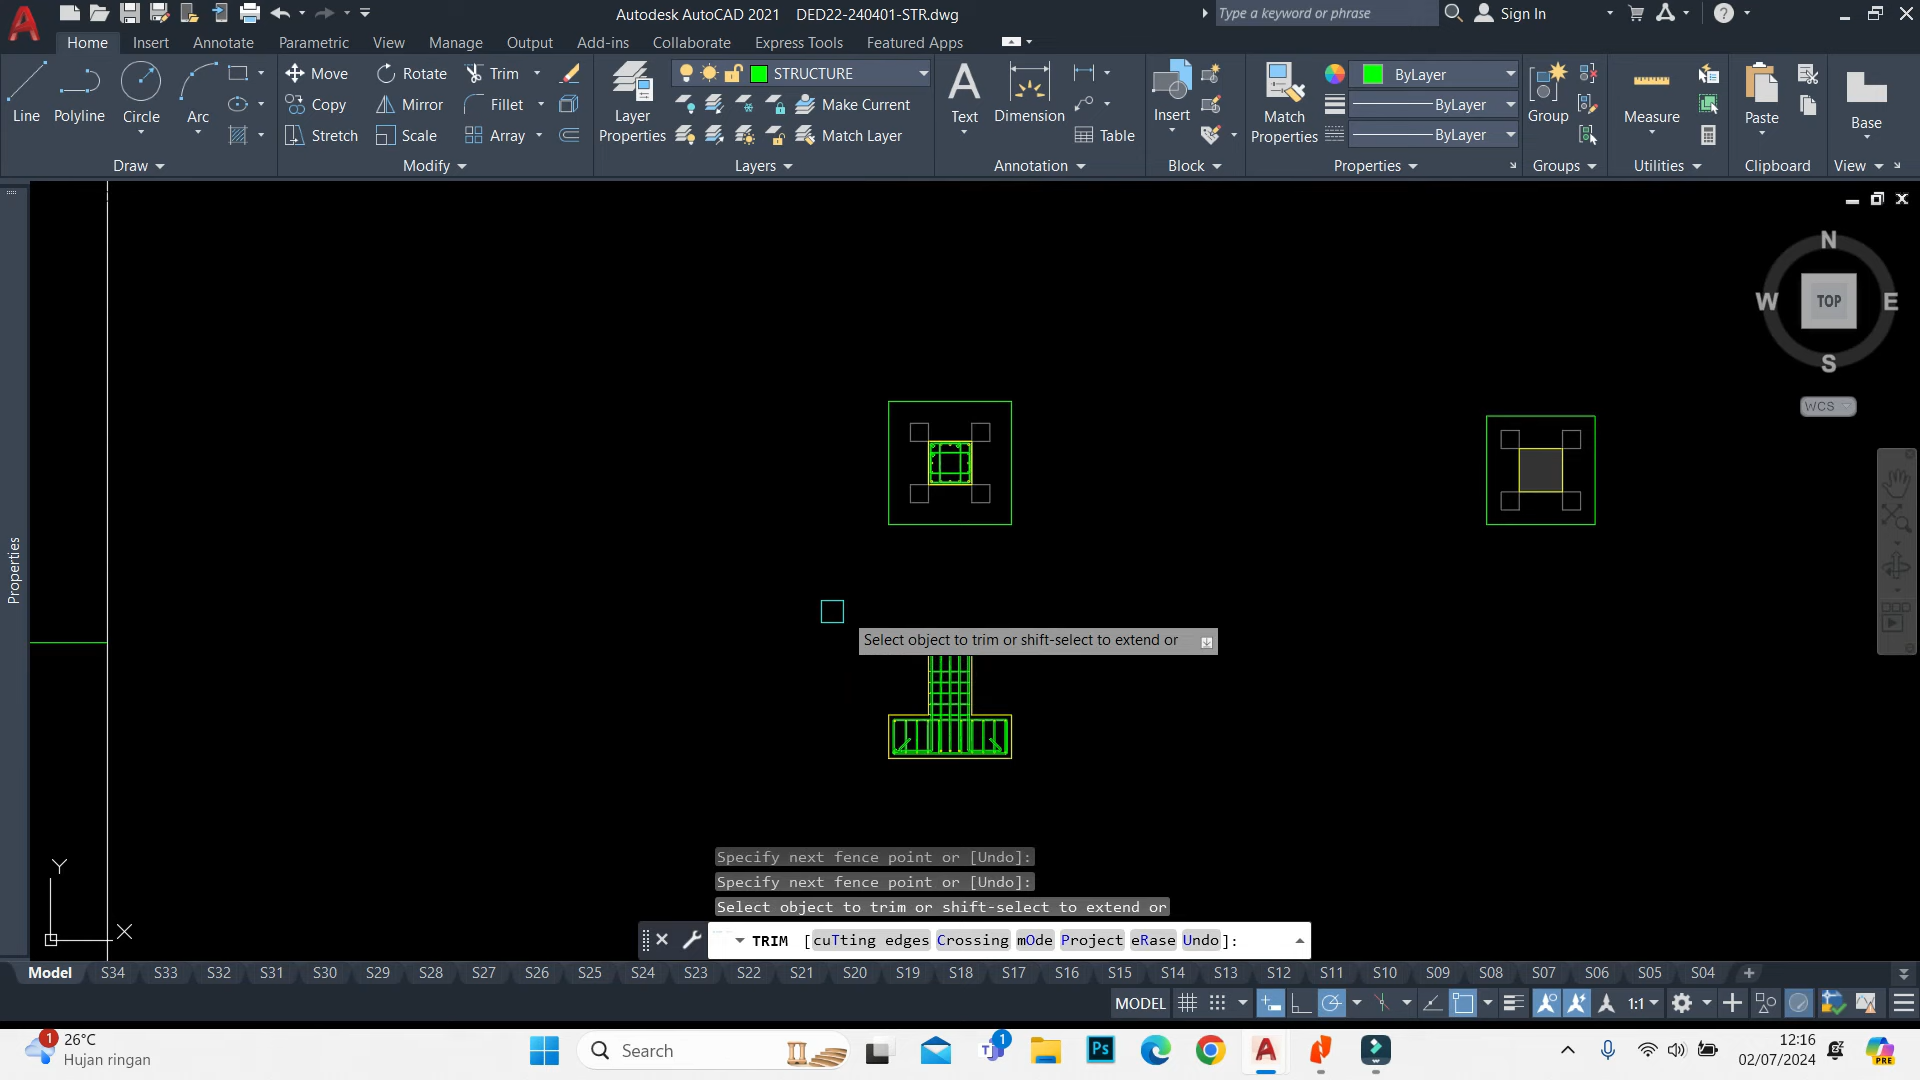 Autodesk AutoCAD 2021 DED22-240401-STR.dwg
Type a keyword or phrase
Sign In
Home Insert Annotate Parametric View Manage Output Add-ins Collaborate Express Tools Featured Apps
Line Polyline Circle Arc
Move Rotate Trim
Copy Mirror Fillet
Stretch Scale Array
Draw Modify
Layer Properties
STRUCTURE
Make Current
Match Layer
Layers
Text Dimension Table
Annotation
Insert
Block
Match Properties
ByLayer
ByLayer
ByLayer
Properties
Group
Groups
Measure
Utilities
Paste
Clipboard
Base
View
Properties
N
W TOP E
S
WCS
Select object to trim or shift-select to extend or
Y
X
Specify next fence point or [Undo]:
Specify next fence point or [Undo]:
Select object to trim or shift-select to extend or
TRIM [cuTting edges Crossing mOde Project eRase Undo]:
Model S34 S33 S32 S31 S30 S29 S28 S27 S26 S25 S24 S23 S22 S21 S20 S19 S18 S17 S16 S15 S14 S13 S12 S11 S10 S09 S08 S07 S06 S05 S04
MODEL 1:1
1
26°C
Hujan ringan
Search
1
Ps
PRE
12:16
02/07/2024